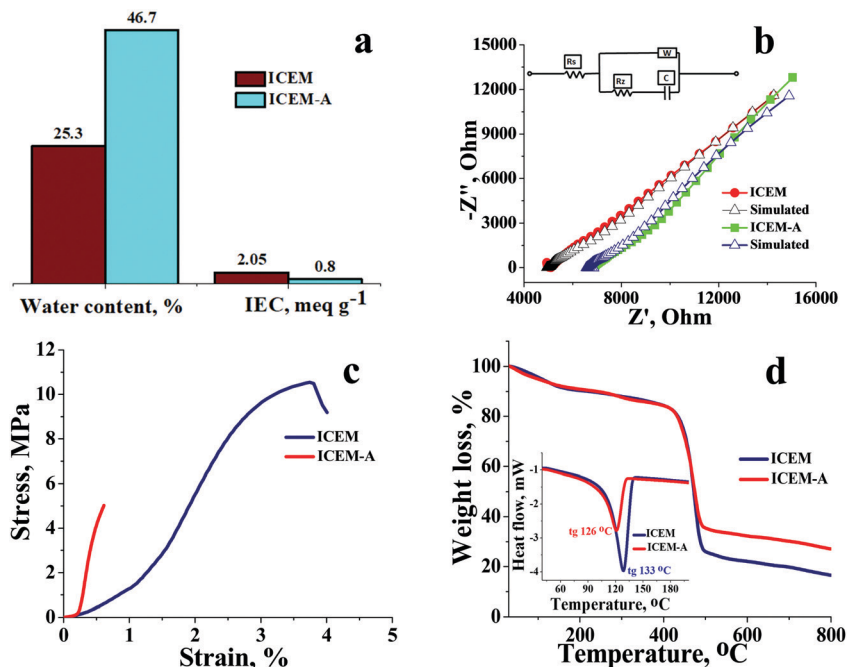 a
46.7
25.3
ICEM
ICEM-A
2.05
0.8
Water content, %
IEC, meq g-1
b
15000
12000
9000
6000
3000
0
-Z'', Ohm
Rs
W
Rz
C
ICEM
Simulated
ICEM-A
Simulated
4000 8000 12000 16000
Z', Ohm
c
12
10
8
6
4
2
0
Stress, MPa
ICEM
ICEM-A
0 1 2 3 4 5
Strain, %
d
100
80
60
40
20
0
Weight loss, %
ICEM
ICEM-A
-1
-2
-3
-4
Heat flow, mW
tg 126 ºC
ICEM
ICEM-A
tg 133 ºC
60 90 120 150 180
Temperature, ºC
200 400 600 800
Temperature, ºC